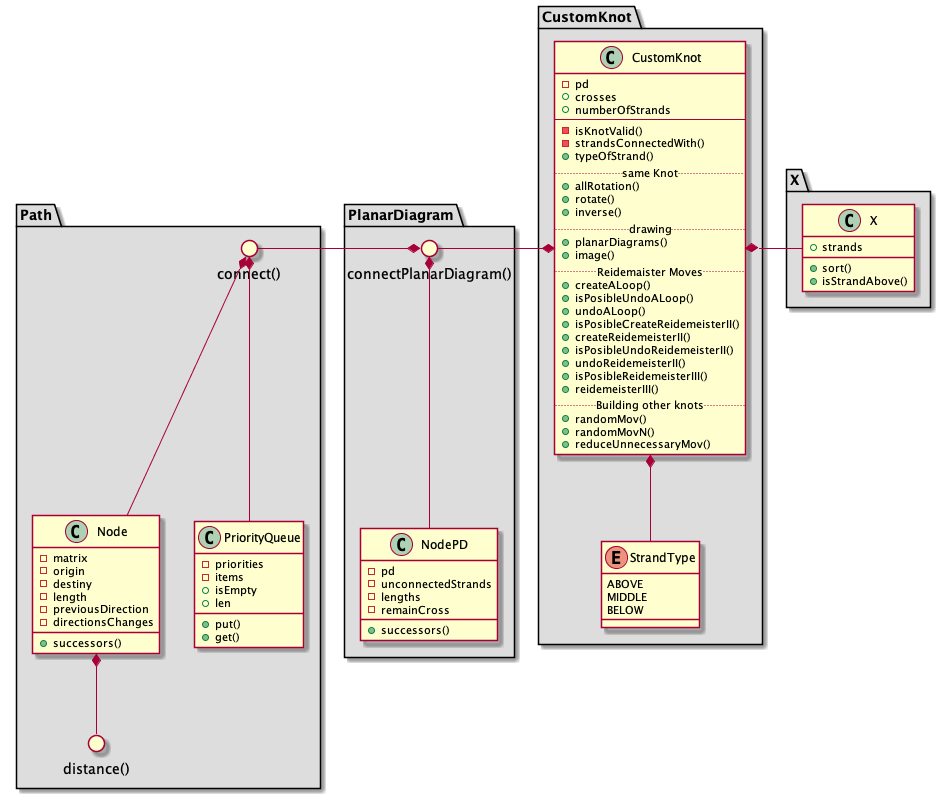 Path
connect()
C Node
matrix
origin
destiny
length
previousDirection
directionsChanges
successors()
C PriorityQueue
priorities
items
isEmpty
len
put()
get()
distance()
PlanarDiagram
connectPlanarDiagram()
C NodePD
pd
unconnectedStrands
lengths
remainCross
successors()
CustomKnot
C CustomKnot
pd
crosses
numberOfStrands
isKnotValid()
strandsConnectedWith()
typeOfStrand()
same Knot
allRotation()
rotate()
inverse()
drawing
planarDiagrams()
image()
Reidemaister Moves
createALoop()
isPosibleUndoALoop()
undoALoop()
isPosibleCreateReidemeisterII()
createReidemeisterII()
isPosibleUndoReidemeisterII()
undoReidemeisterII()
isPosibleReidemeisterIII()
reidemeisterIII()
Building other knots
randomMov()
randomMovN()
reduceUnnecessaryMov()
E StrandType
ABOVE
MIDDLE
BELOW
X
C X
strands
sort()
isStrandAbove()